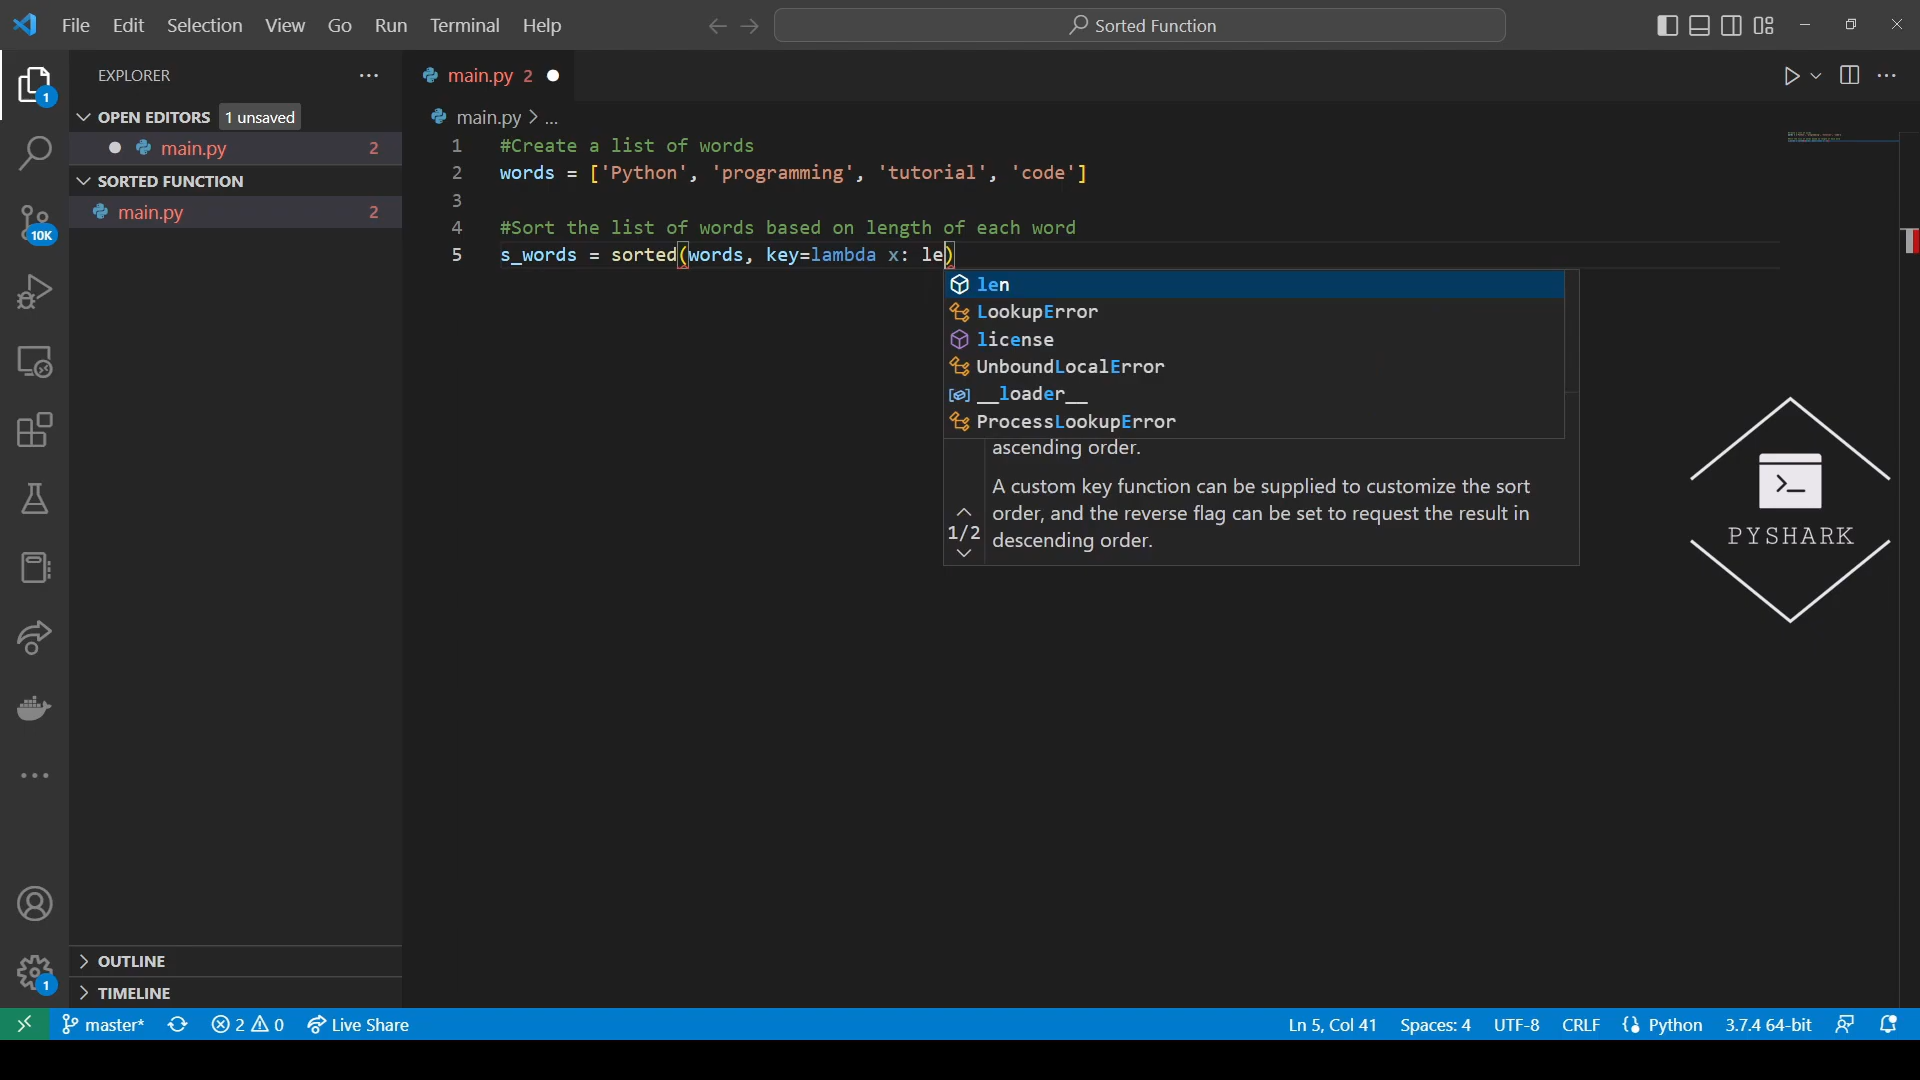 File Edit Selection View Go Run Terminal Help
Sorted Function
EXPLORER
OPEN EDITORS 1 unsaved
main.py 2
SORTED FUNCTION
main.py 2
1
10K
1
OUTLINE
TIMELINE
main.py 2
main.py > ...
1 #Create a list of words
2 words = ['Python', 'programming', 'tutorial', 'code']
3
4 #Sort the list of words based on length of each word
5 s_words = sorted(words, key=lambda x: le)
len
LookupError
license
UnboundLocalError
__loader__
ProcessLookupError
ascending order.
A custom key function can be supplied to customize the sort
order, and the reverse flag can be set to request the result in
descending order.
1/2
PYSHARK
master* 2 0 Live Share
Ln 5, Col 41 Spaces: 4 UTF-8 CRLF Python 3.7.4 64-bit